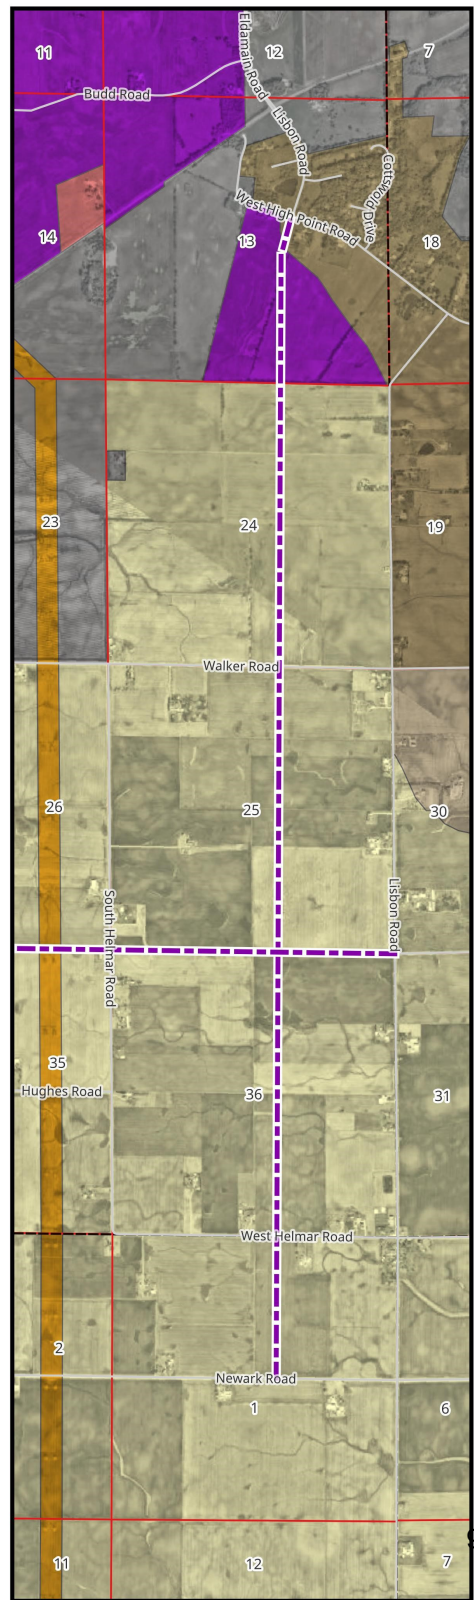 11
12
7
Eldamain Road
Budd Road
Lisbon Road
Cottswold Drive
West High Point Road
14
13
18
23
24
19
Walker Road
26
25
30
South Helmar Road
Lisbon Road
35
Hughes Road
36
31
West Helmar Road
2
Newark Road
1
6
11
12
7